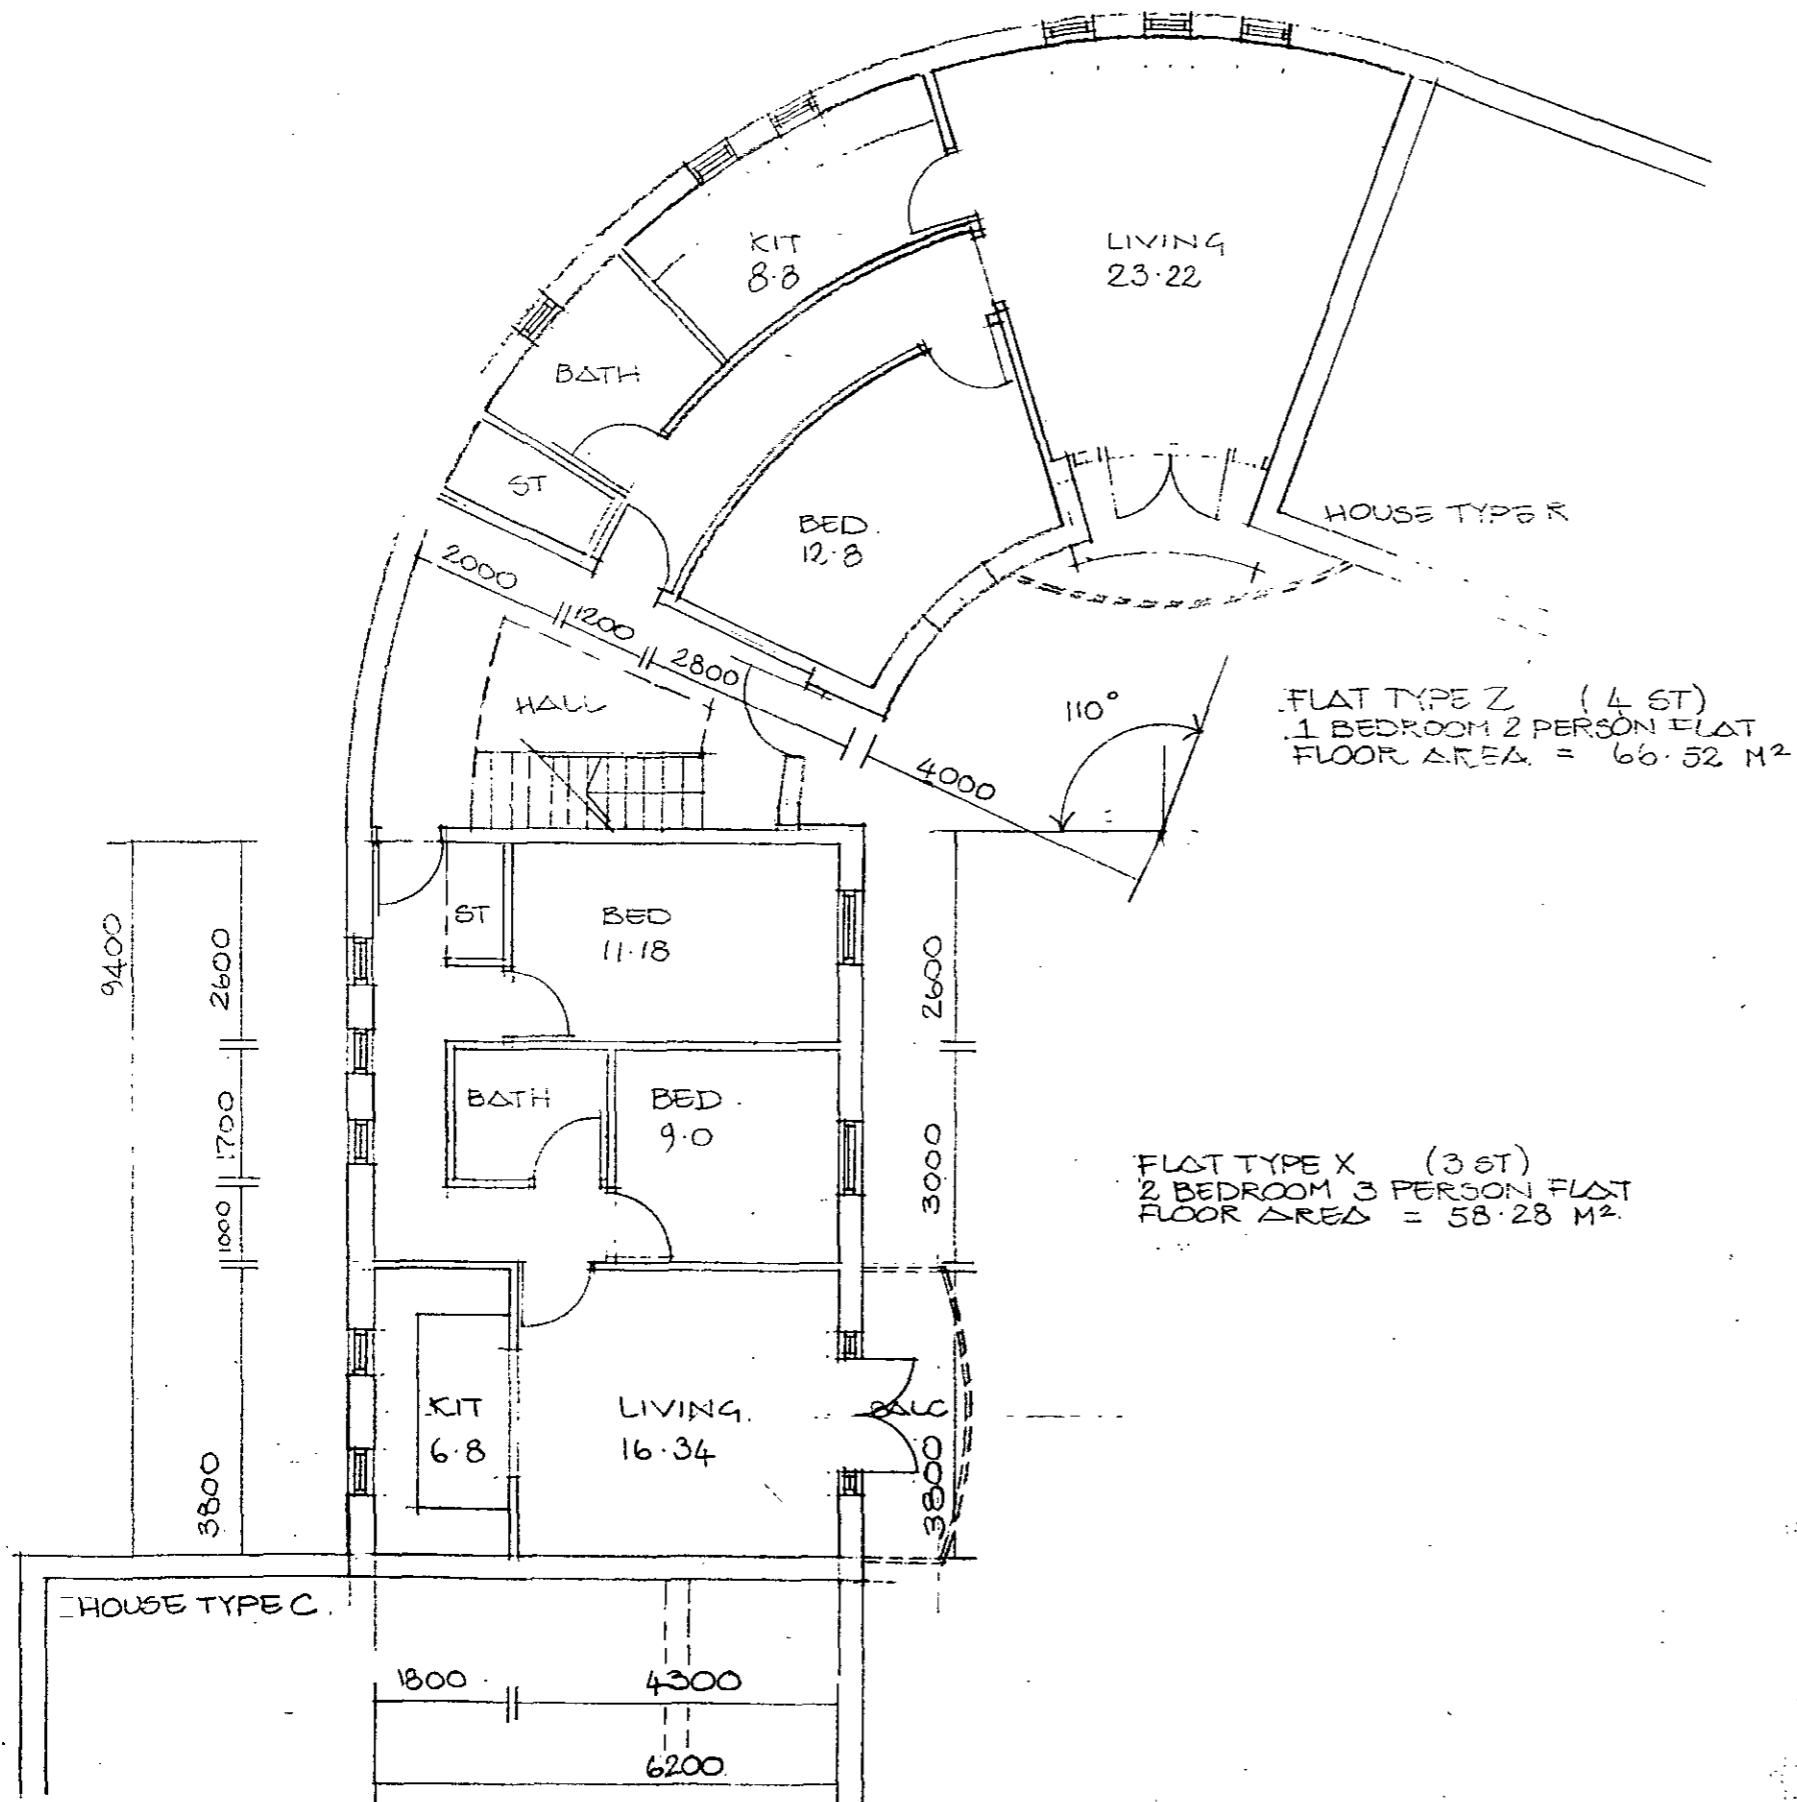 KIT
8.8
LIVING
23.22
BATH
ST
BED.
12.8
HOUSE TYPE R
2000
1200
2800
HALL
4000
110°
FLAT TYPE Z (4 ST)
1 BEDROOM 2 PERSON FLAT
FLOOR AREA = 66.52 M²
ST
BED
11.18
9400
2600
2600
BATH
BED.
9.0
1700
3000
1000
FLAT TYPE X (3 ST)
2 BEDROOM 3 PERSON FLAT
FLOOR AREA = 58.28 M².
KIT
6.8
LIVING.
16.34
BALC
3800
3800
HOUSE TYPE C.
1800
4300
6200